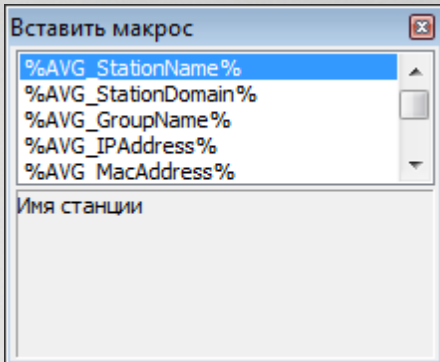 Вставить макрос
%AVG_StationName%
%AVG_StationDomain%
%AVG_GroupName%
%AVG_IPAddress%
%AVG_MacAddress%
Имя станции